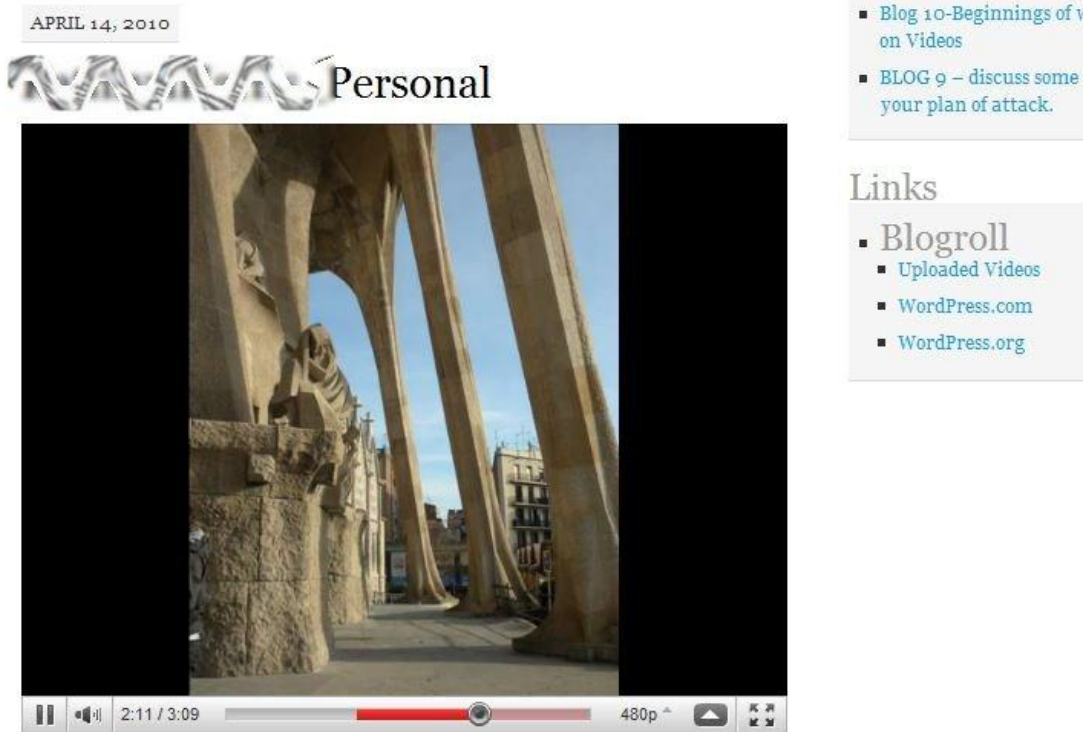 APRIL 14, 2010
Personal
2:11 / 3:09
480p
Blog 10-Beginnings of
on Videos
BLOG 9 – discuss some
your plan of attack.
Links
Blogroll
Uploaded Videos
WordPress.com
WordPress.org